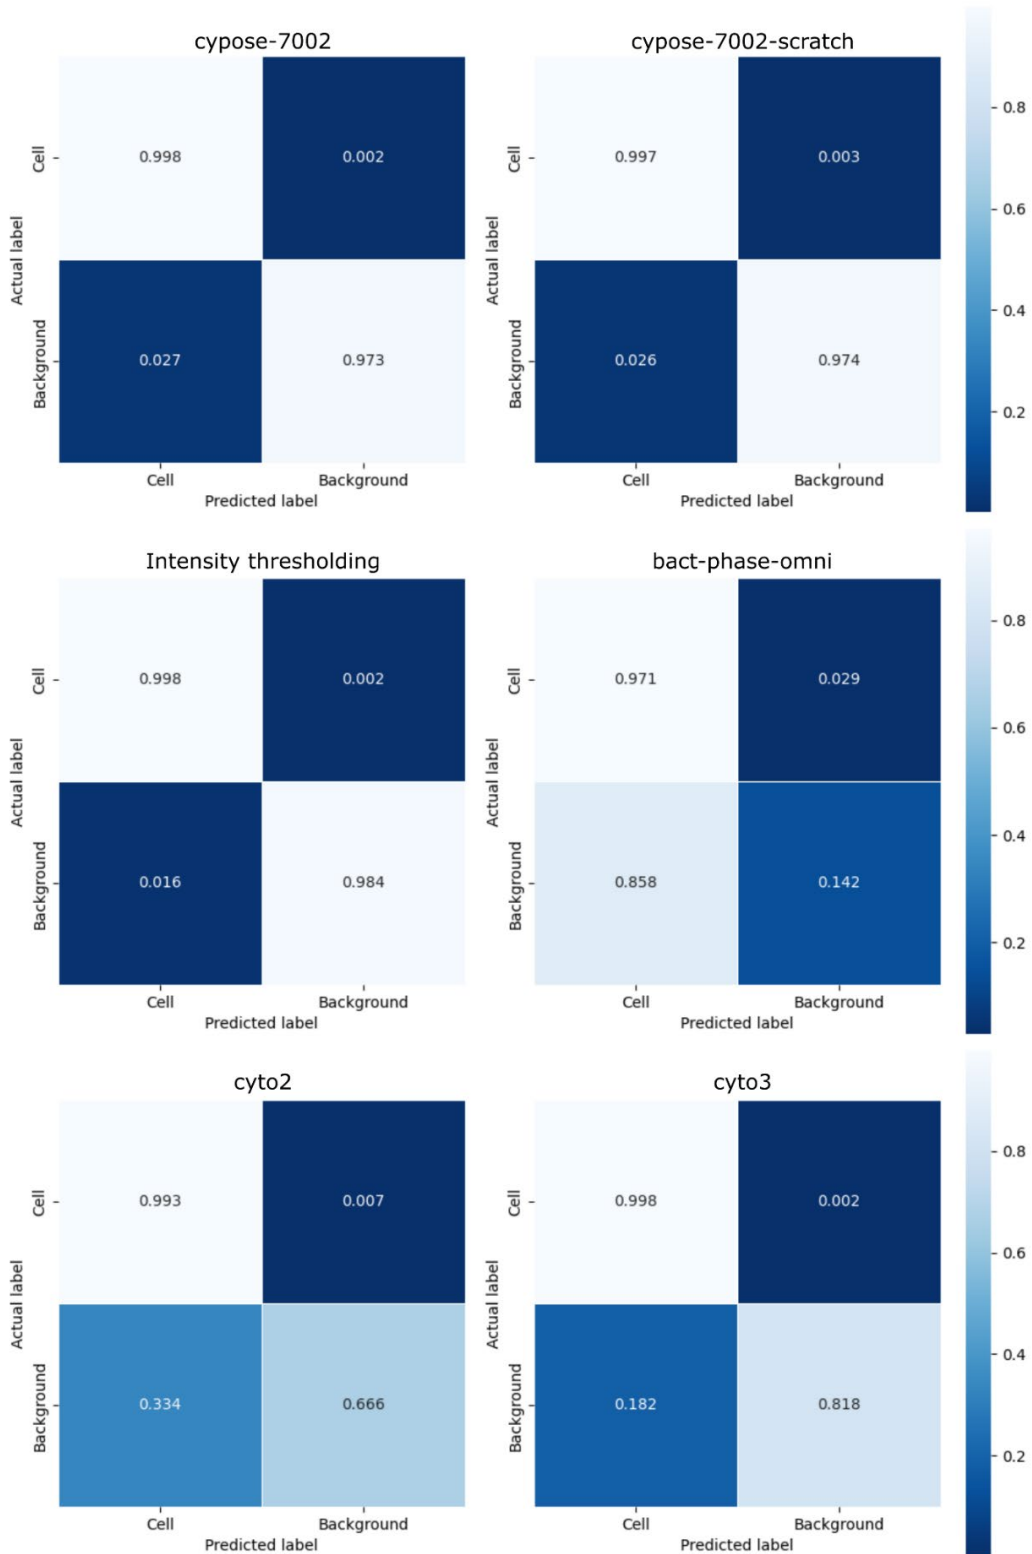 cypose-7002
Cell
Background
Actual label
0.998
0.002
0.027
0.973
Cell
Background
Predicted label
cypose-7002-scratch
Cell
Background
Actual label
0.997
0.003
0.026
0.974
Cell
Background
Predicted label
0.8
0.6
0.4
0.2
Intensity thresholding
Cell
Background
Actual label
0.998
0.002
0.016
0.984
Cell
Background
Predicted label
bact-phase-omni
Cell
Background
Actual label
0.971
0.029
0.858
0.142
Cell
Background
Predicted label
0.8
0.6
0.4
0.2
cyto2
Cell
Background
Actual label
0.993
0.007
0.334
0.666
Cell
Background
Predicted label
cyto3
Cell
Background
Actual label
0.998
0.002
0.182
0.818
Cell
Background
Predicted label
0.8
0.6
0.4
0.2